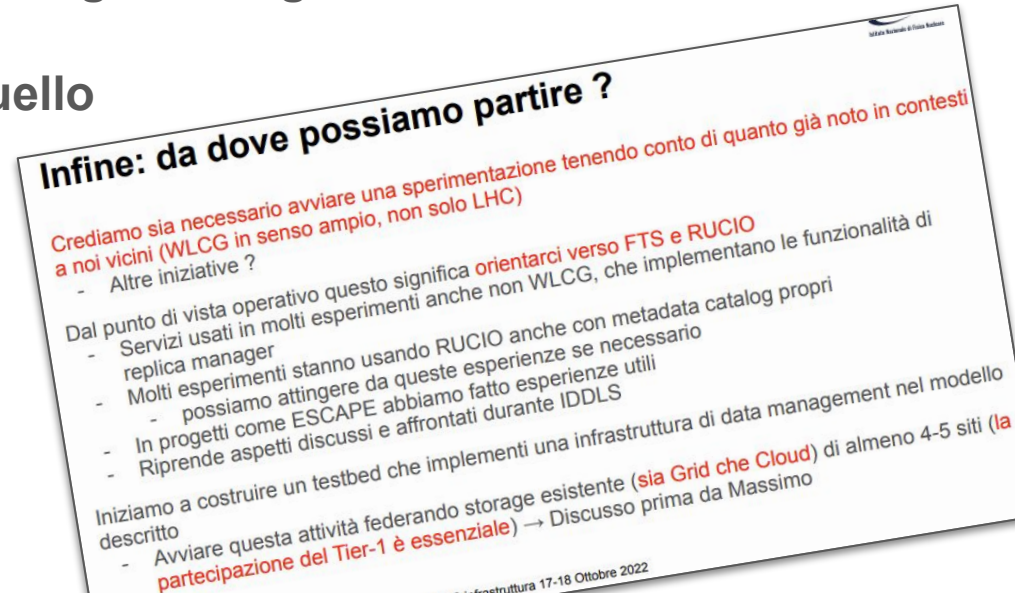 uello
Istituto Nazionale di Fisica Nucleare
Infine: da dove possiamo partire ?
Crediamo sia necessario avviare una sperimentazione tenendo conto di quanto già noto in contesti
a noi vicini (WLCG in senso ampio, non solo LHC)
- Altre iniziative ?
Dal punto di vista operativo questo significa orientarci verso FTS e RUCIO
- Servizi usati in molti esperimenti anche non WLCG, che implementano le funzionalità di
replica manager
- Molti esperimenti stanno usando RUCIO anche con metadata catalog propri
- possiamo attingere da queste esperienze se necessario
- In progetti come ESCAPE abbiamo fatto esperienze utili
- Riprende aspetti discussi e affrontati durante IDDLS
Iniziamo a costruire un testbed che implementi una infrastruttura di data management nel modello
descritto
- Avviare questa attività federando storage esistente (sia Grid che Cloud) di almeno 4-5 siti (la
partecipazione del Tier-1 è essenziale) → Discusso prima da Massimo
infrastruttura 17-18 Ottobre 2022